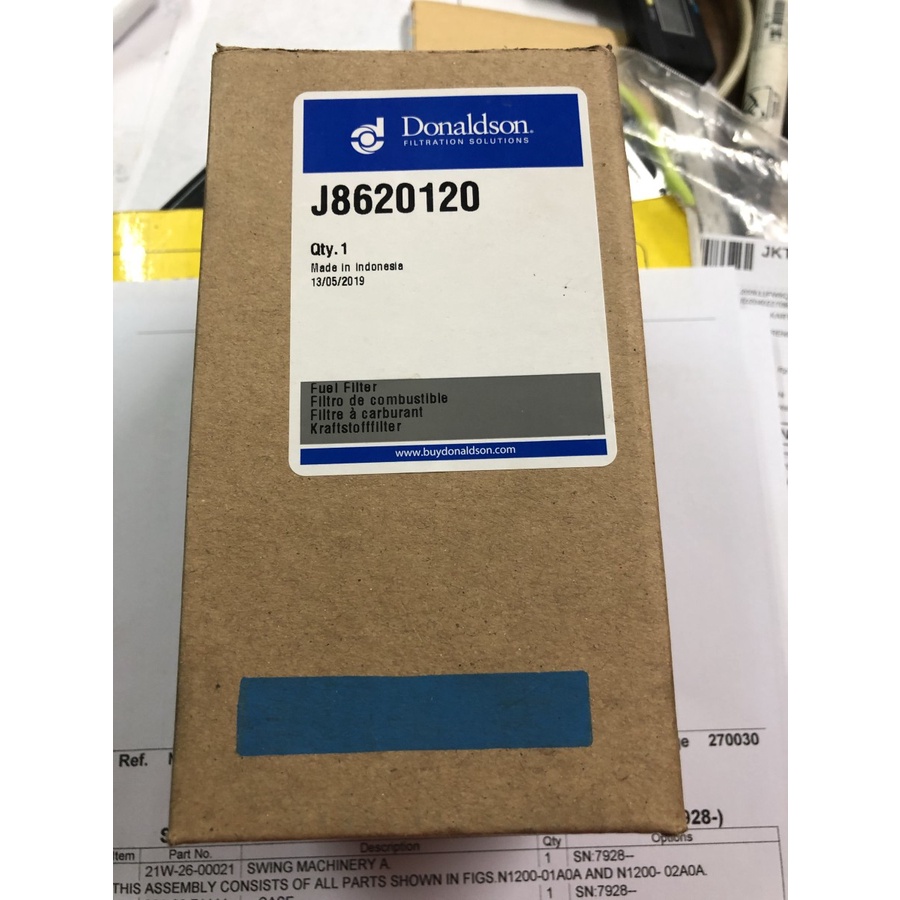 Donaldson.
FILTRATION SOLUTIONS
J8620120
Qty. 1
Made in Indonesia
13/05/2019
Fuel Filter
Filtro de combustible
Filtre à carburant
Kraftstofffilter
www.buydonaldson.com
JKT
270030
Ref.
928-)
Item Part No. Description Qty Options
21W-26-00021 SWING MACHINERY A. 1 SN:7928--
THIS ASSEMBLY CONSISTS OF ALL PARTS SHOWN IN FIGS.N1200-01A0A AND N1200- 02A0A.
1 SN:7928--